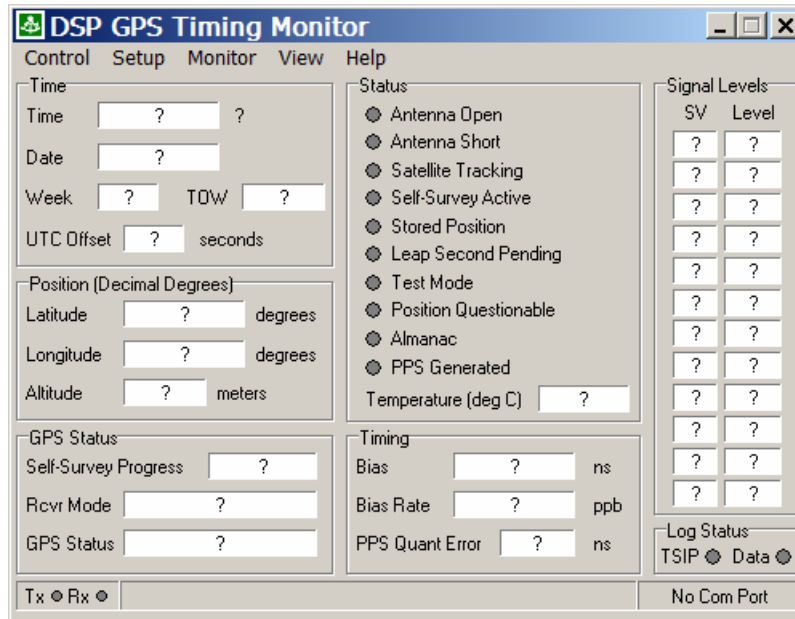 DSP GPS Timing Monitor
Control Setup Monitor View Help
Time
Time ? ?
Date ?
Week ? TOW ?
UTC Offset ? seconds
Position (Decimal Degrees)
Latitude ? degrees
Longitude ? degrees
Altitude ? meters
GPS Status
Self-Survey Progress ?
Rcvr Mode ?
GPS Status ?
Status
Antenna Open
Antenna Short
Satellite Tracking
Self-Survey Active
Stored Position
Leap Second Pending
Test Mode
Position Questionable
Almanac
PPS Generated
Temperature (deg C) ?
Timing
Bias ? ns
Bias Rate ? ppb
PPS Quant Error ? ns
Signal Levels
SV Level
? ?
? ?
? ?
? ?
? ?
? ?
? ?
? ?
? ?
? ?
? ?
? ?
Log Status
TSIP Data
Tx Rx No Com Port